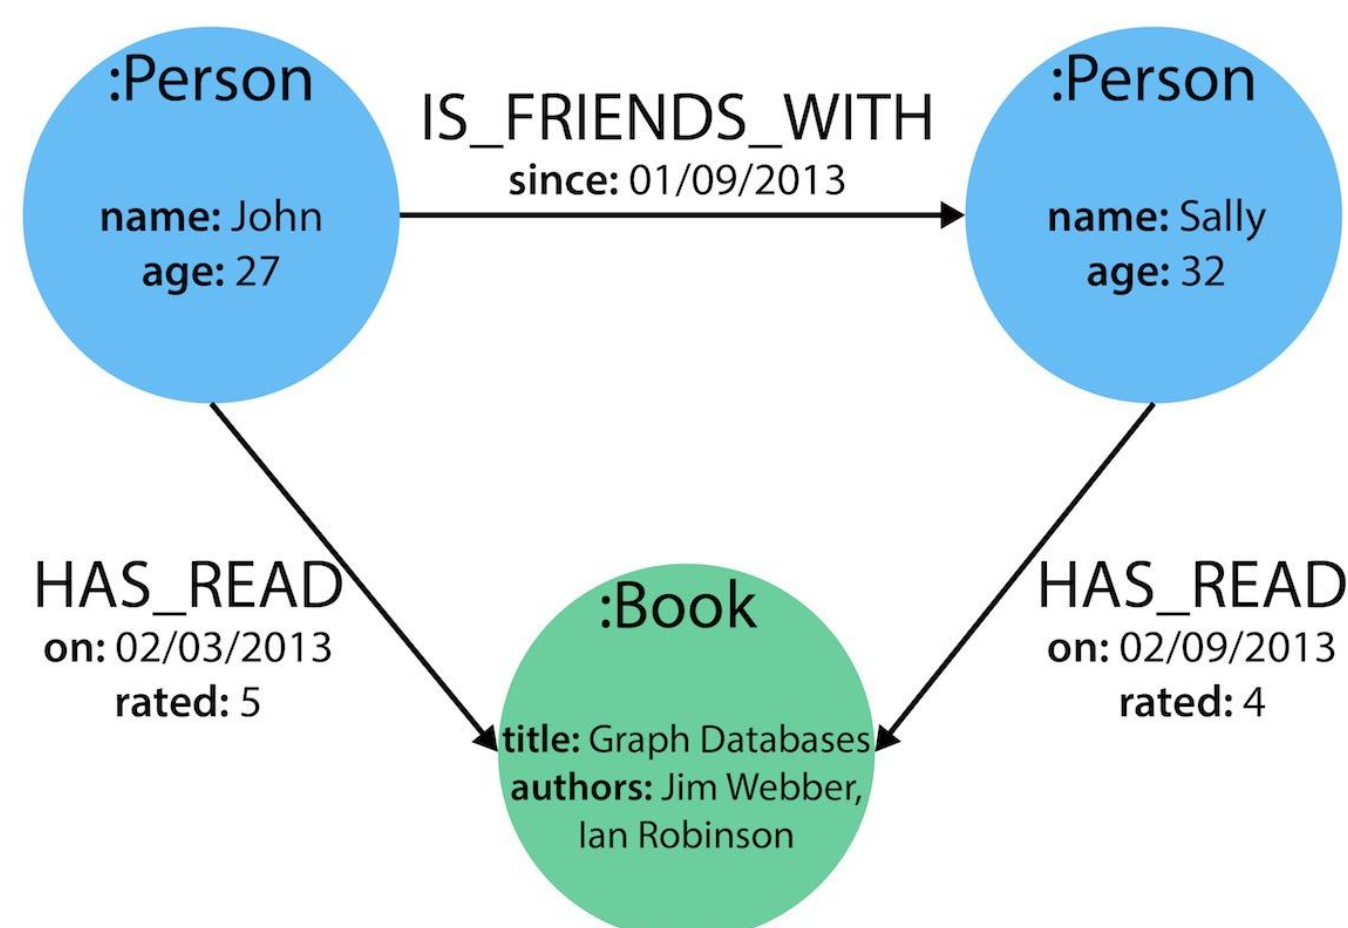 :Person
name: John
age: 27
IS_FRIENDS_WITH
since: 01/09/2013
:Person
name: Sally
age: 32
HAS_READ
on: 02/03/2013
rated: 5
:Book
title: Graph Databases
authors: Jim Webber,
Ian Robinson
HAS_READ
on: 02/09/2013
rated: 4